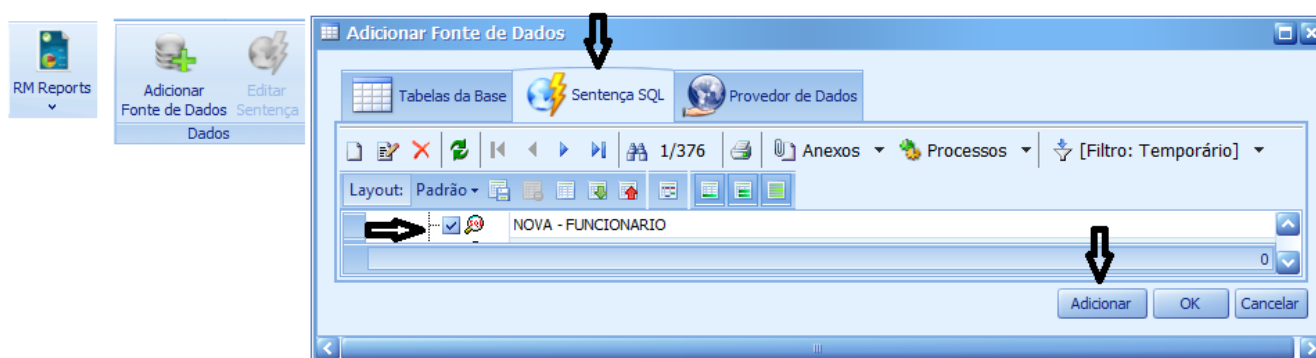 RM Reports
Adicionar
Fonte de Dados
Editar
Sentença
Dados
Adicionar Fonte de Dados
Tabelas da Base
Sentença SQL
Provedor de Dados
1/376 Anexos Processos [Filtro: Temporário]
Layout: Padrão
NOVA - FUNCIONARIO
0
Adicionar OK Cancelar